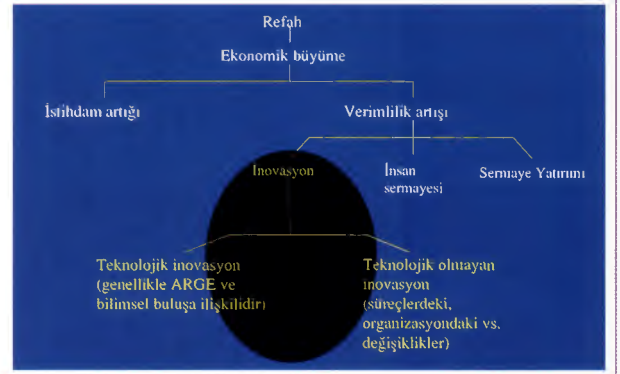 Refah
Ekonomik büyüme
İstihdam artığı
Verimlilik artışı
İnovasyon
İnsan
sermayesi
Sermaye Yatırımı
Teknolojik inovasyon
(genellikle ARGE ve
bilimsel buluşa ilişkilidir)
Teknolojik olmayan
inovasyon
(süreçlerdeki,
organizasyondaki vs.
değişiklikler)